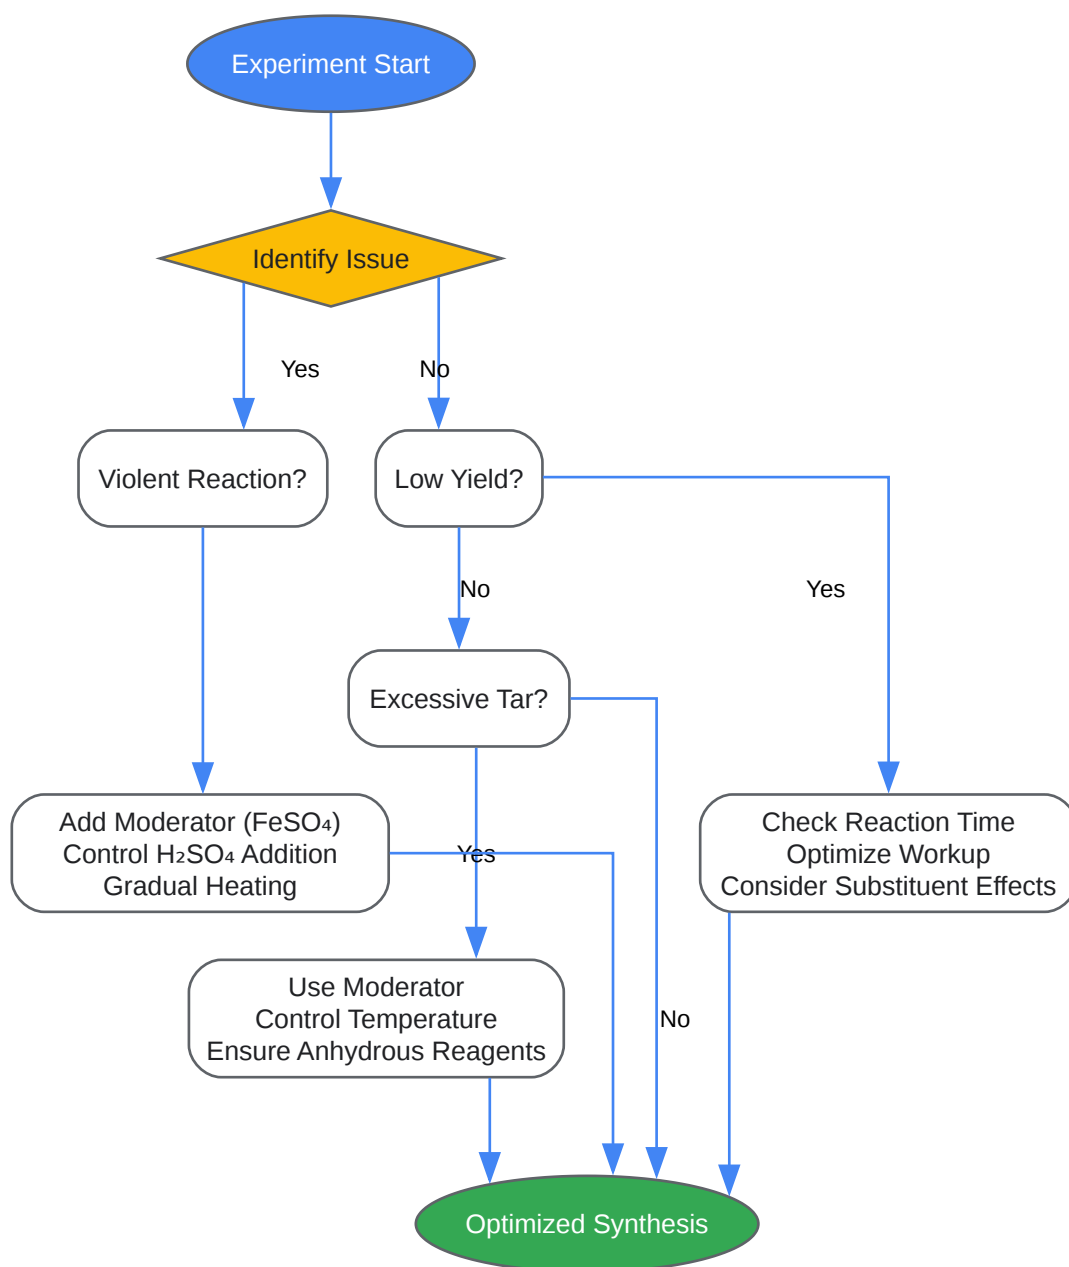 Experiment Start
Identify Issue
Yes
No
Violent Reaction?
Low Yield?
No
Yes
Excessive Tar?
Add Moderator (FeSO₄)
Control H₂SO₄ Addition
Gradual Heating
Yes
Check Reaction Time
Optimize Workup
Consider Substituent Effects
Use Moderator
Control Temperature
Ensure Anhydrous Reagents
No
Optimized Synthesis